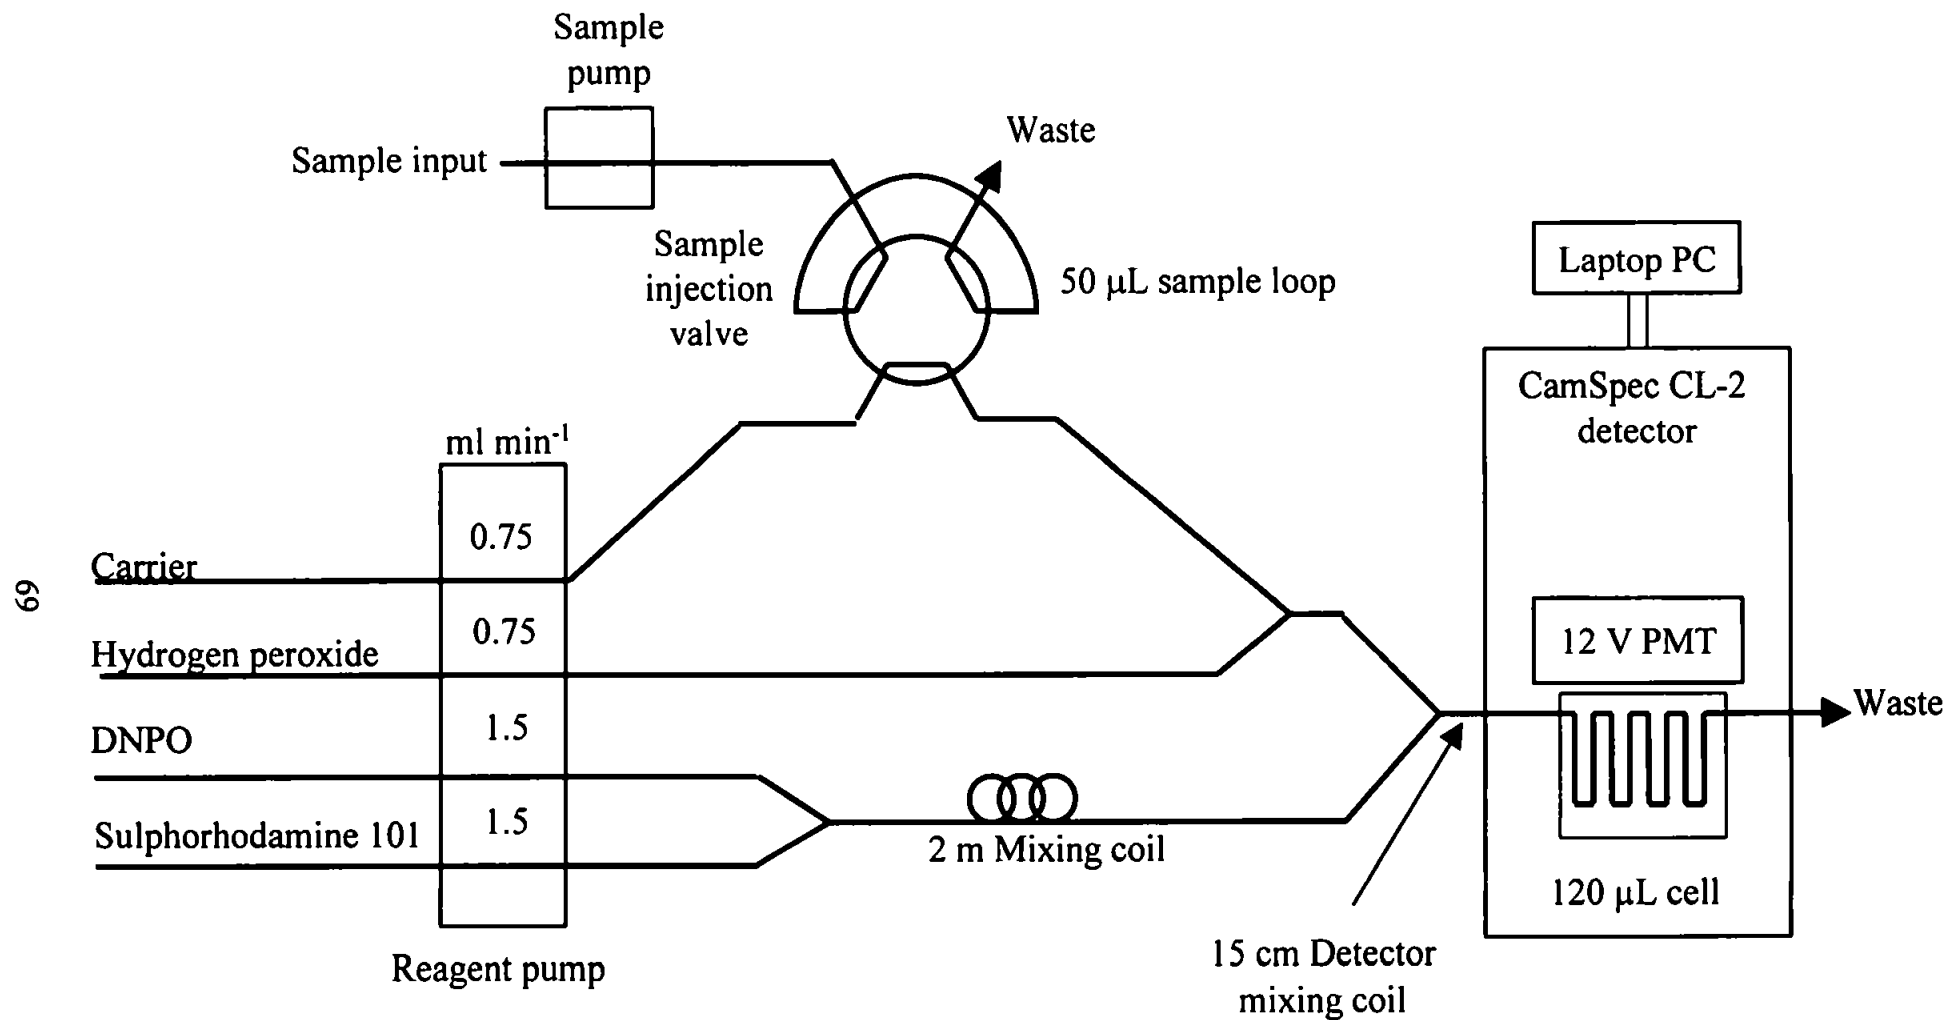 Sample
pump
Sample input
Waste
Sample
injection
valve
50 µL sample loop
Laptop PC
CamSpec CL-2
detector
ml min⁻¹
0.75
Carrier
0.75
Hydrogen peroxide
12 V PMT
1.5
DNPO
Waste
1.5
Sulphorhodamine 101
2 m Mixing coil
120 µL cell
15 cm Detector
mixing coil
Reagent pump
69